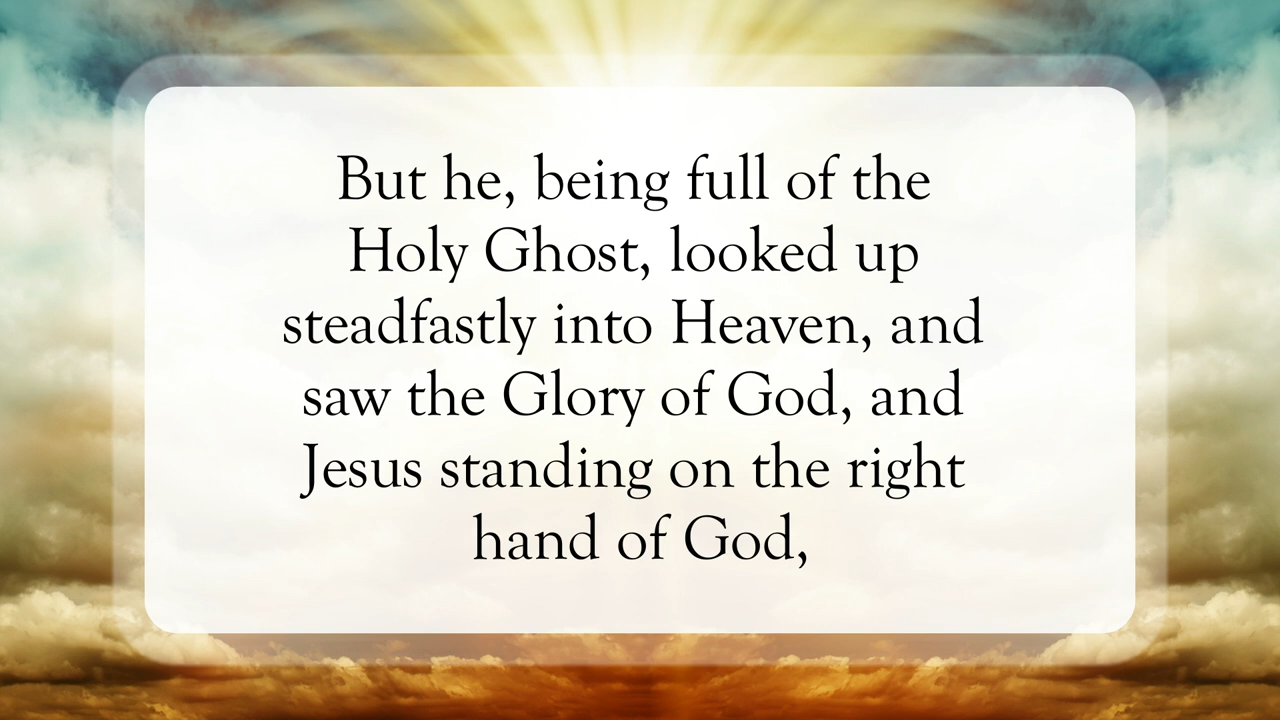 But he, being full of the
Holy Ghost, looked up
steadfastly into Heaven, and
saw the Glory of God, and
Jesus standing on the right
hand of God,